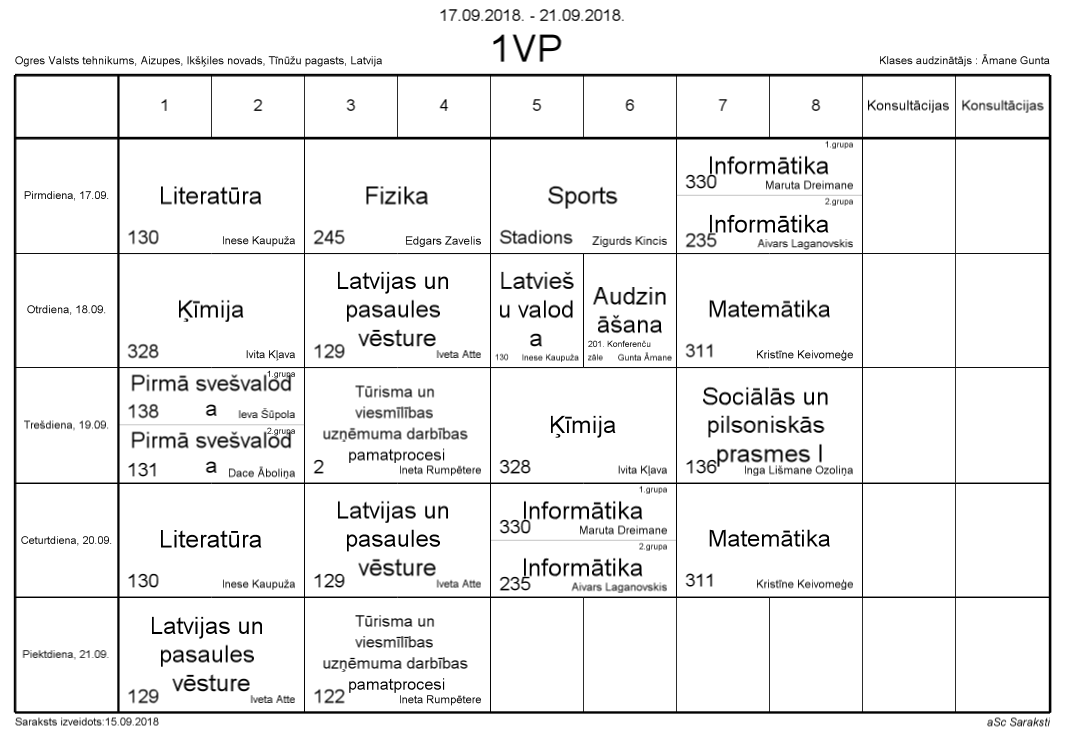 17.09.2018. - 21.09.2018.
1VP
Ogres Valsts tehnikums, Aizupes, Ikšķiles novads, Tīnūžu pagasts, Latvija
Klases audzinātājs : Āmane Gunta
1 2 3 4 5 6 7 8 Konsultācijas Konsultācijas
Pirmdiena, 17.09.
Literatūra
130 Inese Kaupuža
Fizika
245 Edgars Zavelis
Sports
Stadions Zigurds Kincis
1.grupa
Informātika
330 Maruta Dreimane
2.grupa
Informātika
235 Aivars Laganovskis
Otrdiena, 18.09.
Ķīmija
328 Ivita Kļava
Latvijas un
pasaules
vēsture
129 Iveta Atte
Latvieš
u valod
a
130 Inese Kaupuža
Audzin
āšana
201. Konferenču
zāle Gunta Āmane
Matemātika
311 Kristīne Keivomeģe
Trešdiena, 19.09.
1.grupa
Pirmā svešvalod
a
138 Ieva Šūpola
2.grupa
Pirmā svešvalod
a
131 Dace Āboliņa
Tūrisma un
viesmīlības
uzņēmuma darbības
pamatprocesi
2 Ineta Rumpētere
Ķīmija
328 Ivita Kļava
Sociālās un
pilsoniskās
prasmes I
136 Inga Lišmane Ozoliņa
Ceturtdiena, 20.09.
Literatūra
130 Inese Kaupuža
Latvijas un
pasaules
vēsture
129 Iveta Atte
1.grupa
Informātika
330 Maruta Dreimane
2.grupa
Informātika
235 Aivars Laganovskis
Matemātika
311 Kristīne Keivomeģe
Piektdiena, 21.09.
Latvijas un
pasaules
vēsture
129 Iveta Atte
Tūrisma un
viesmīlības
uzņēmuma darbības
pamatprocesi
122 Ineta Rumpētere
Saraksts izveidots:15.09.2018
aSc Saraksti